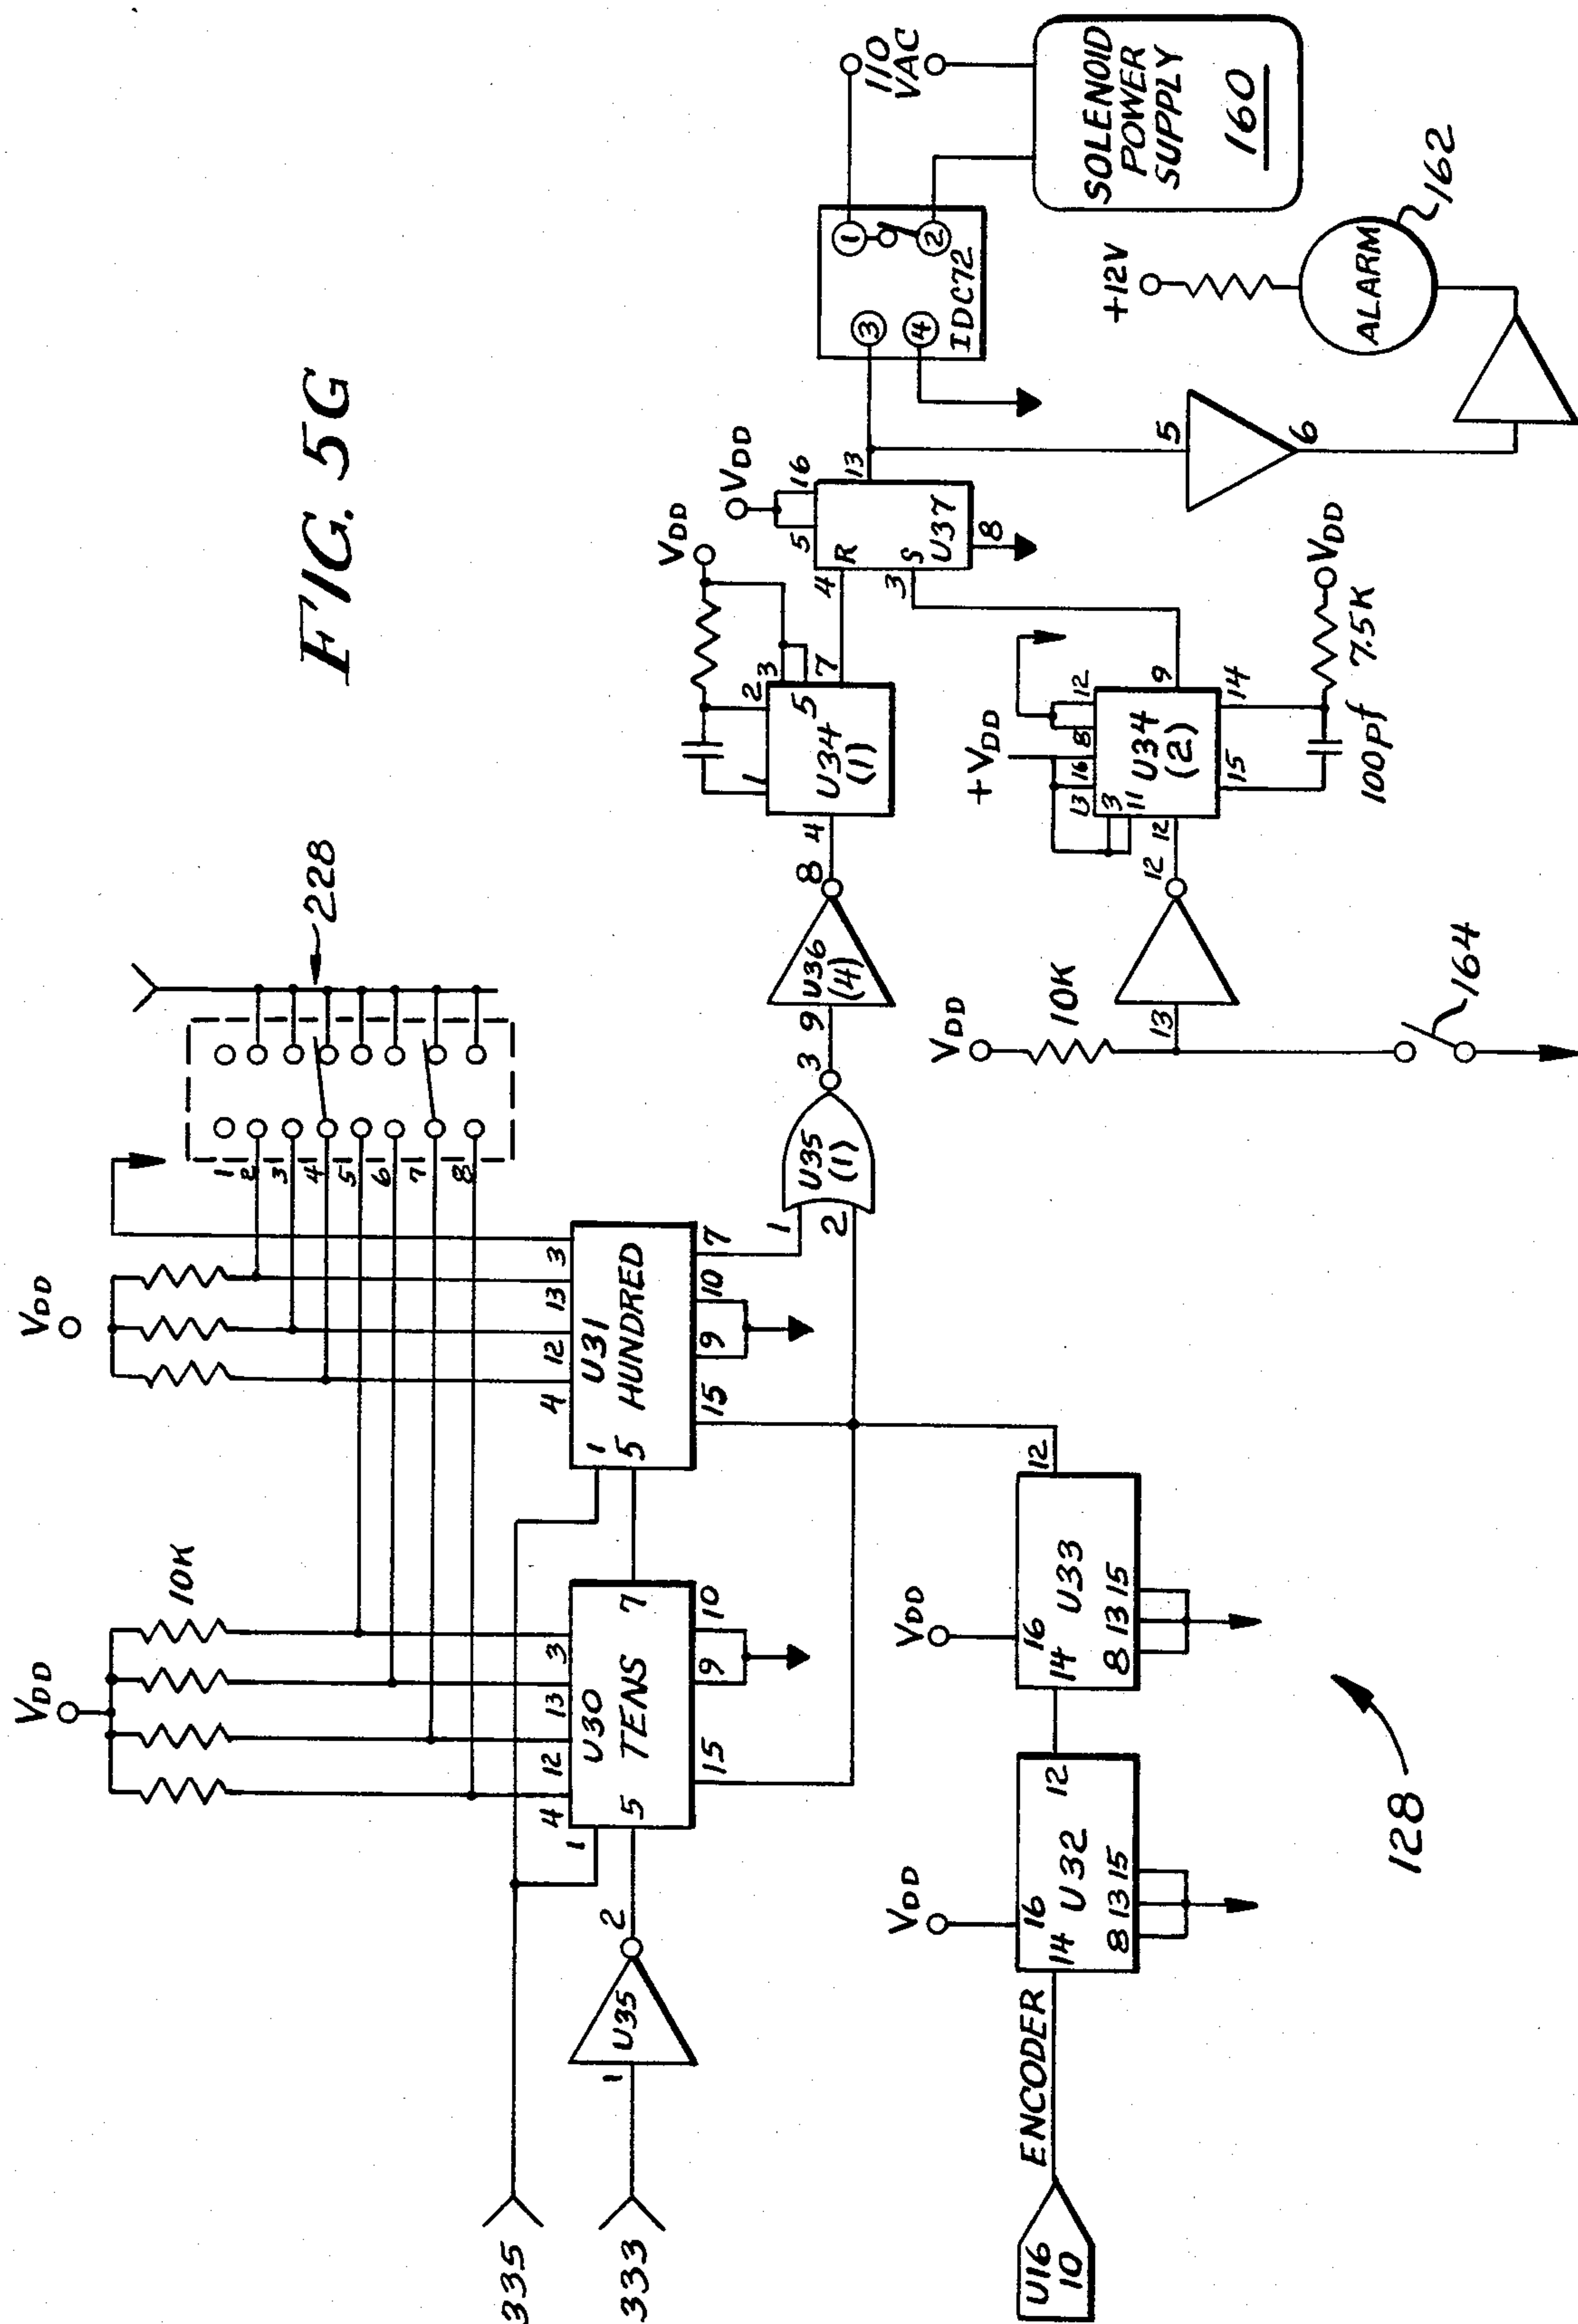 FIG. 5G
VDD
VDD
10K
228
1
2
3
4
5
6
7
8
335
333
1
U35
2
4
12
13
3
1
U30
5
TENS
7
15
9
10
4
12
13
3
1
U31
5
HUNDRED
15
9
10
7
1
2
U35
(1)
3
9
U36
(4)
8
4
1
2
3
5
U34
(1)
7
VDD
VDD
5
16
4
R
3
S
U37
8
13
3
4
1
2
IDC72
110
VAC
SOLENOID
POWER
SUPPLY
160
+12V
ALARM
162
5
6
VDD
10K
13
12
12
164
+VDD
13
16
8
12
3
11
U34
(2)
9
15
14
100pf
7.5K
VDD
U16
10
ENCODER
VDD
16
14
U32
12
8
13
15
VDD
16
14
U33
12
8
13
15
128